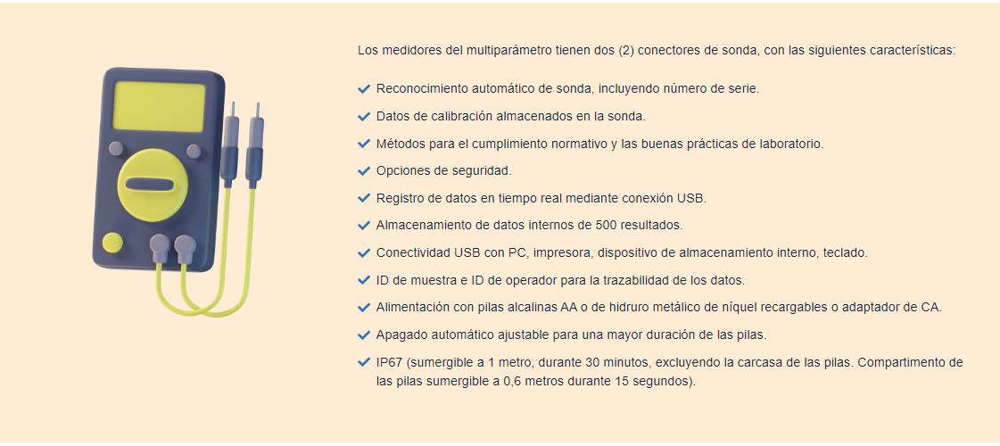 Los medidores del multiparámetro tienen dos (2) conectores de sonda, con las siguientes características:
Reconocimiento automático de sonda, incluyendo número de serie.
Datos de calibración almacenados en la sonda.
Métodos para el cumplimiento normativo y las buenas prácticas de laboratorio.
Opciones de seguridad.
Registro de datos en tiempo real mediante conexión USB.
Almacenamiento de datos internos de 500 resultados.
Conectividad USB con PC, impresora, dispositivo de almacenamiento interno, teclado.
ID de muestra e ID de operador para la trazabilidad de los datos.
Alimentación con pilas alcalinas AA o de hidruro metálico de níquel recargables o adaptador de CA.
Apagado automático ajustable para una mayor duración de las pilas.
IP67 (sumergible a 1 metro, durante 30 minutos, excluyendo la carcasa de las pilas. Compartimento de
las pilas sumergible a 0,6 metros durante 15 segundos).